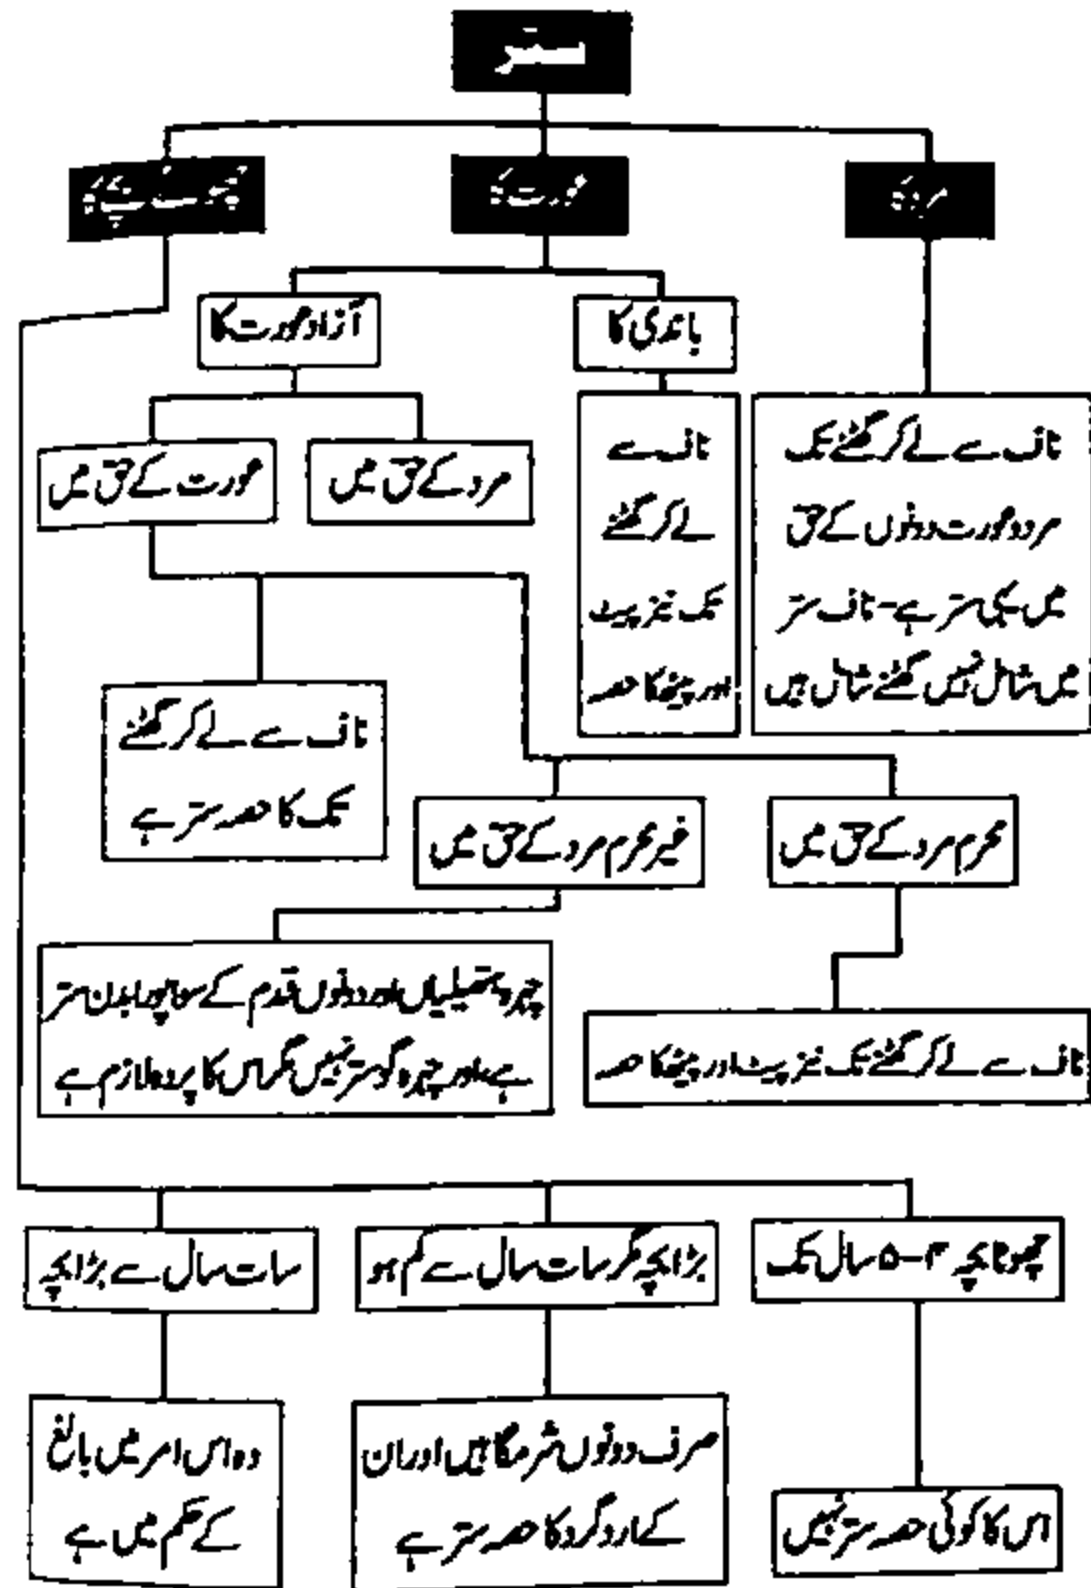 ستر
مرد کا
عورت کا
چھوٹے بچے کا
باندی کا
آزاد عورت کا
ناف سے لے کر گھٹنے تک
مرد و عورت دونوں کے حق
میں یہی ستر ہے - ناف ستر
میں شامل نہیں گھٹنے شامل ہیں
ناف سے
لے کر گھٹنے
تک نیز پیٹ
اور پیٹھ کا حصہ
مرد کے حق میں
عورت کے حق میں
ناف سے لے کر گھٹنے
تک کا حصہ ستر ہے
محرم مرد کے حق میں
غیر محرم مرد کے حق میں
ناف سے لے کر گھٹنے تک نیز پیٹ اور پیٹھ کا حصہ
چہرہ ہتھیلیاں اور دونوں قدم کے سوا پورا بدن ستر
ہے، اور چہرہ گو ستر نہیں مگر اس کا پردہ لازم ہے
چھوٹا بچہ ۴-۵ سال تک
بڑا بچہ مگر سات سال سے کم ہو
سات سال سے بڑا بچہ
اس کا کوئی حصہ ستر نہیں
صرف دونوں شرمگاہیں اور ان
کے ارد گرد کا حصہ ستر ہے
وہ اس امر میں بالغ
کے حکم میں ہے